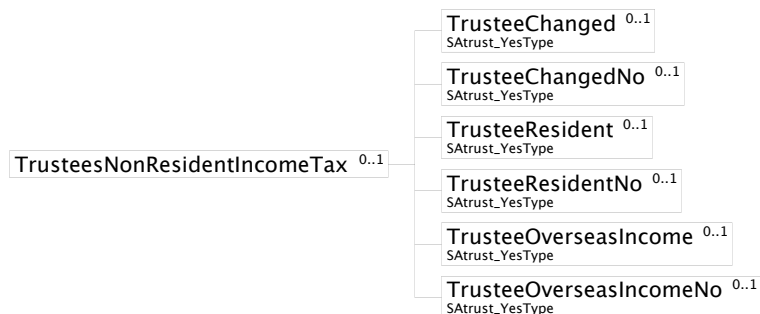 TrusteeChanged 0..1
SAtrust_YesType
TrusteeChangedNo 0..1
SAtrust_YesType
TrusteeResident 0..1
SAtrust_YesType
TrusteesNonResidentIncomeTax 0..1
TrusteeResidentNo 0..1
SAtrust_YesType
TrusteeOverseasIncome 0..1
SAtrust_YesType
TrusteeOverseasIncomeNo 0..1
SAtrust_YesType